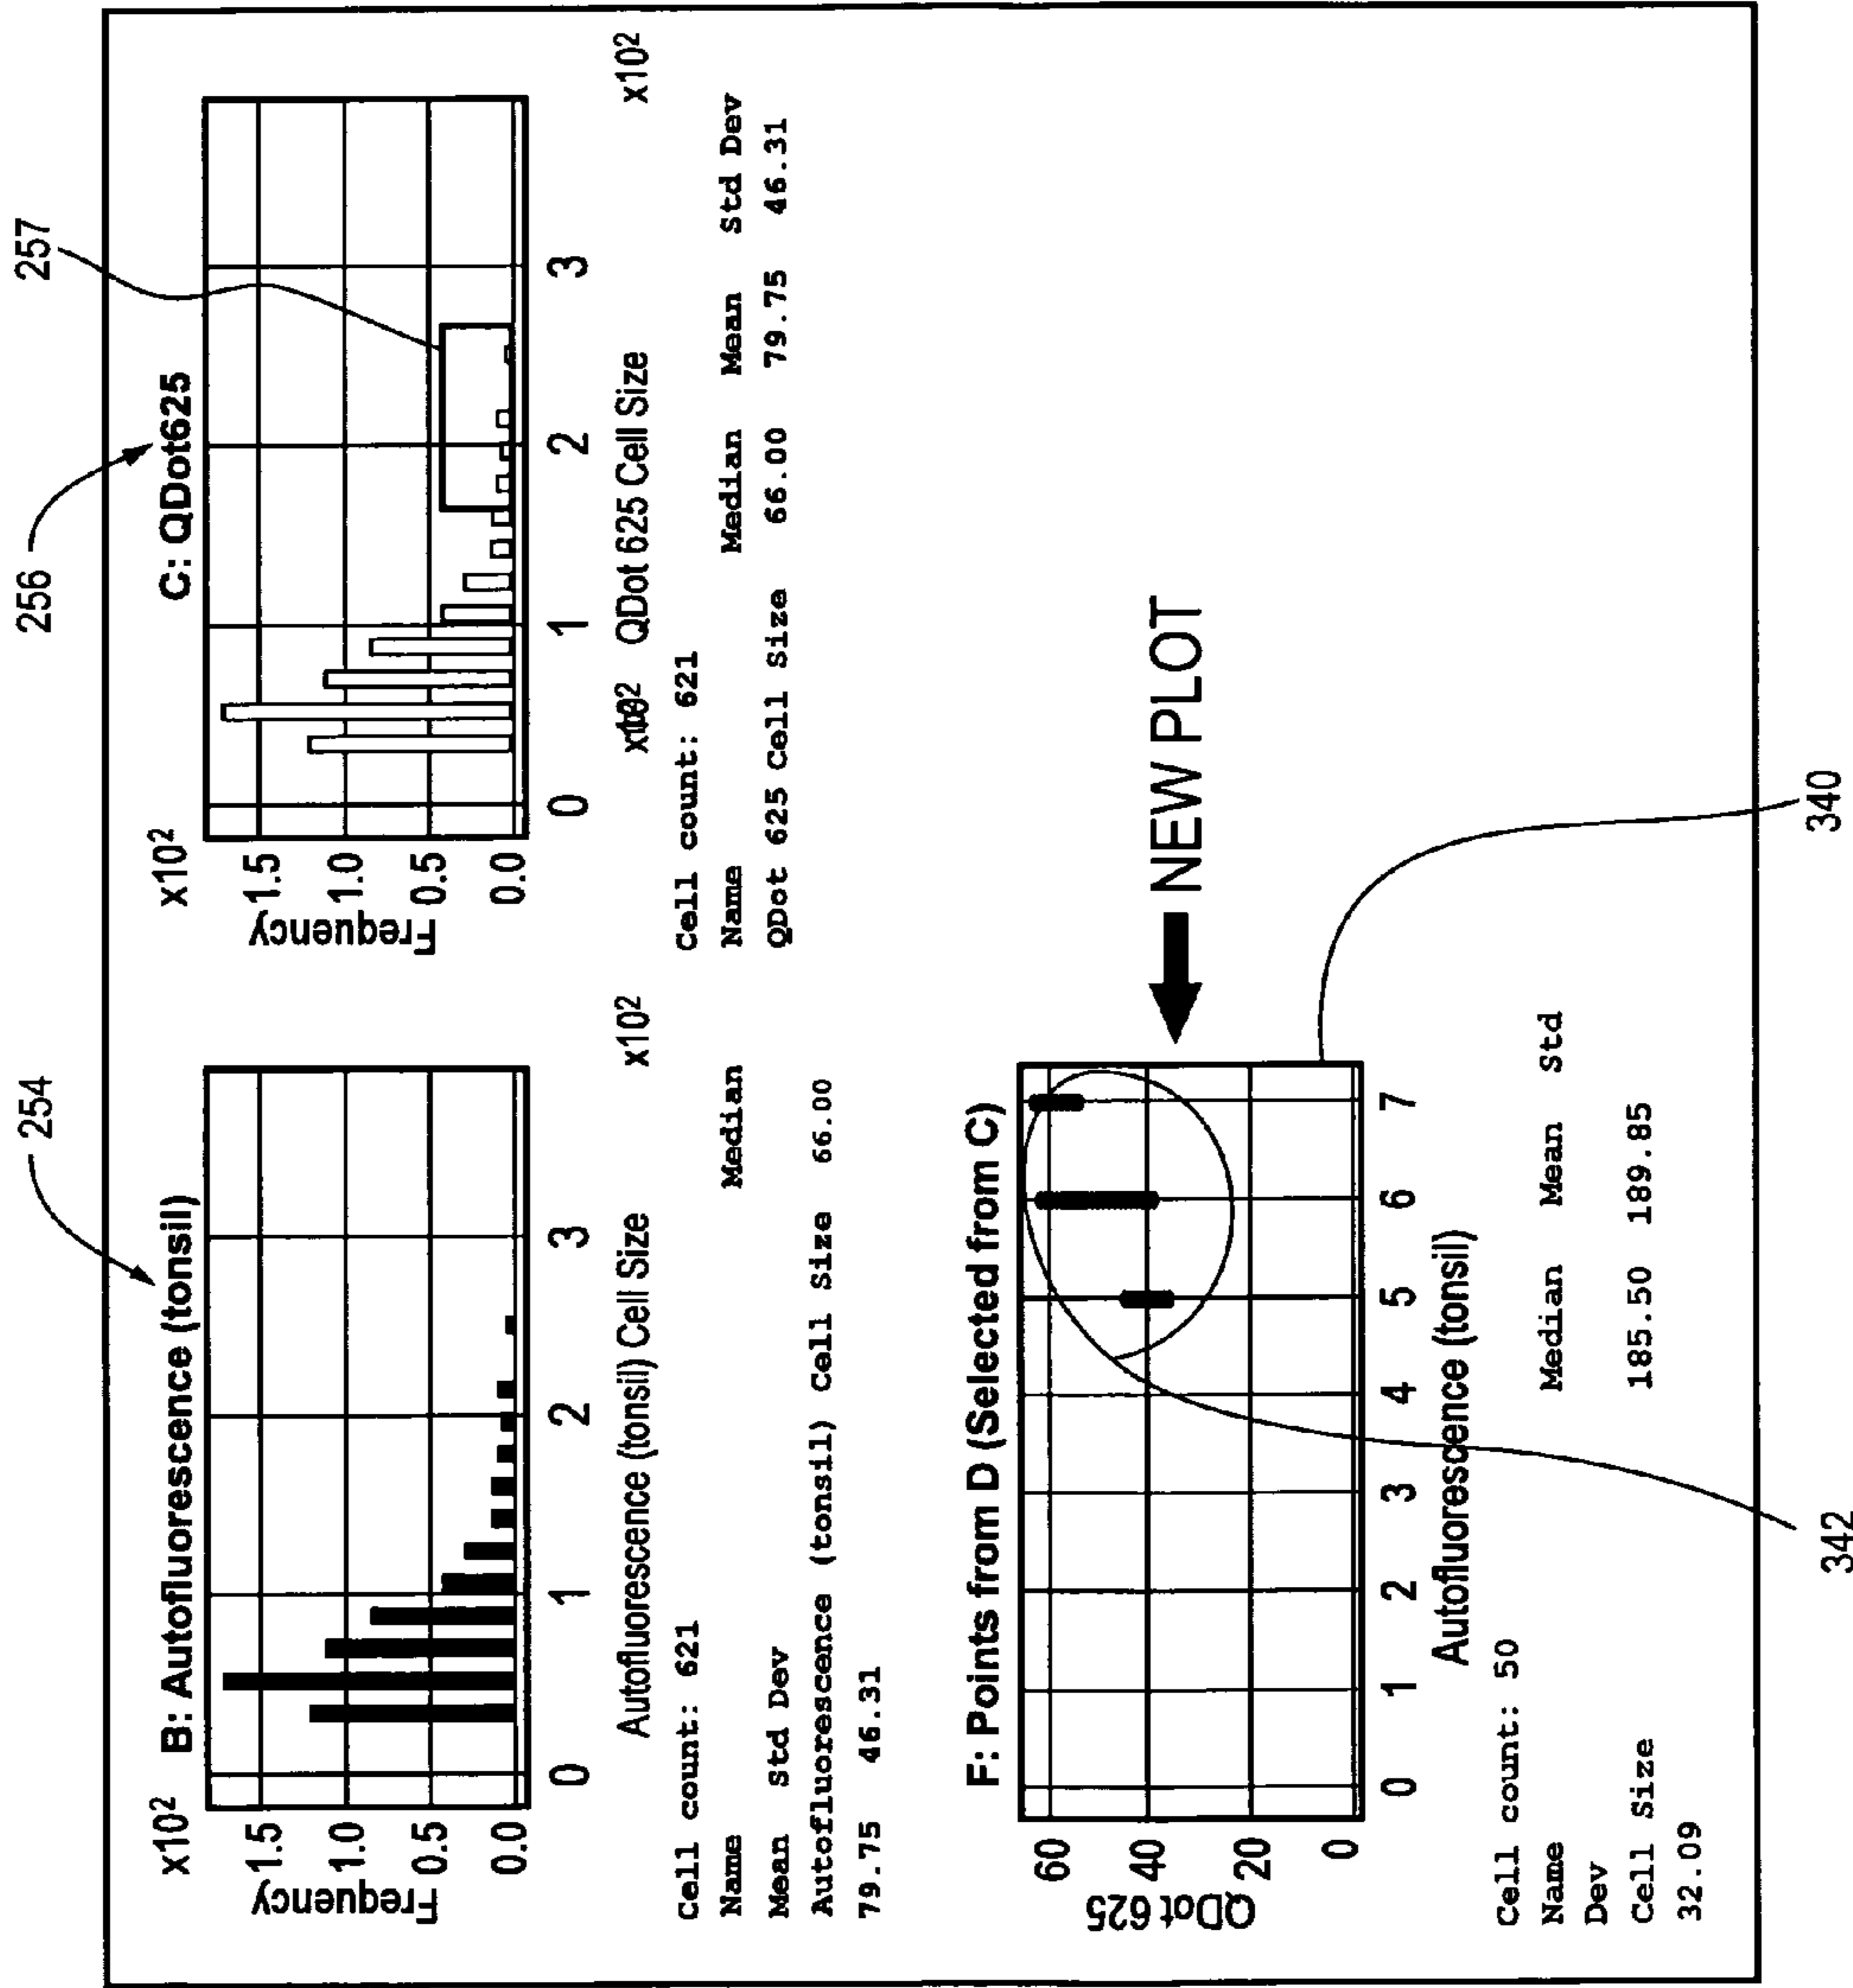 254
B: Autofluorescence (tonsil)
x10²
Frequency
1.5
1.0
0.5
0.0
0 1 2 3
x10²
Autofluorescence (tonsil) Cell Size
Cell count: 621
Name Median
Mean Std Dev
Autofluorescence (tonsil) Cell Size 66.00
79.75 46.31
256
257
C: QDot625
x10²
Frequency
1.5
1.0
0.5
0.0
0 1 2 3
QDot 625 Cell Size
x10²
Cell count: 621
Name Median Mean Std Dev
QDot 625 Cell Size 66.00 79.75 46.31
F: Points from D (Selected from C)
QDot 625
60
40
20
0
0 1 2 3 4 5 6 7
Autofluorescence (tonsil)
Cell count: 50
Name Median Mean Std
Dev
Cell Size 185.50 189.85
32.09
NEW PLOT
342
340